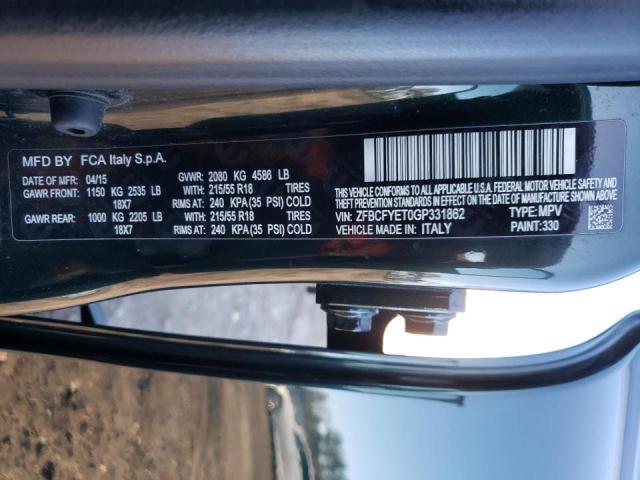 MFD BY FCA Italy S.p.A.
DATE OF MFR: 04/15 GVWR: 2080 KG 4586 LB
GAWR FRONT: 1150 KG 2535 LB WITH: 215/55 R18 TIRES
18X7 RIMS AT: 240 KPA(35 PSI) COLD
GAWR REAR: 1000 KG 2205 LB WITH: 215/55 R18 TIRES
18X7 RIMS AT: 240 KPA(35 PSI) COLD
THIS VEHICLE CONFORMS TO ALL APPLICABLE
U.S.A. FEDERAL MOTOR VEHICLE SAFETY,
BUMPER, AND THEFT PREVENTION STANDARDS IN
EFFECT ON THE DATE OF MANUFACTURE SHOWN ABOVE
VIN: ZFBCFYET0GP331862 TYPE: MPV
VEHICLE MADE IN: ITALY PAINT: 330